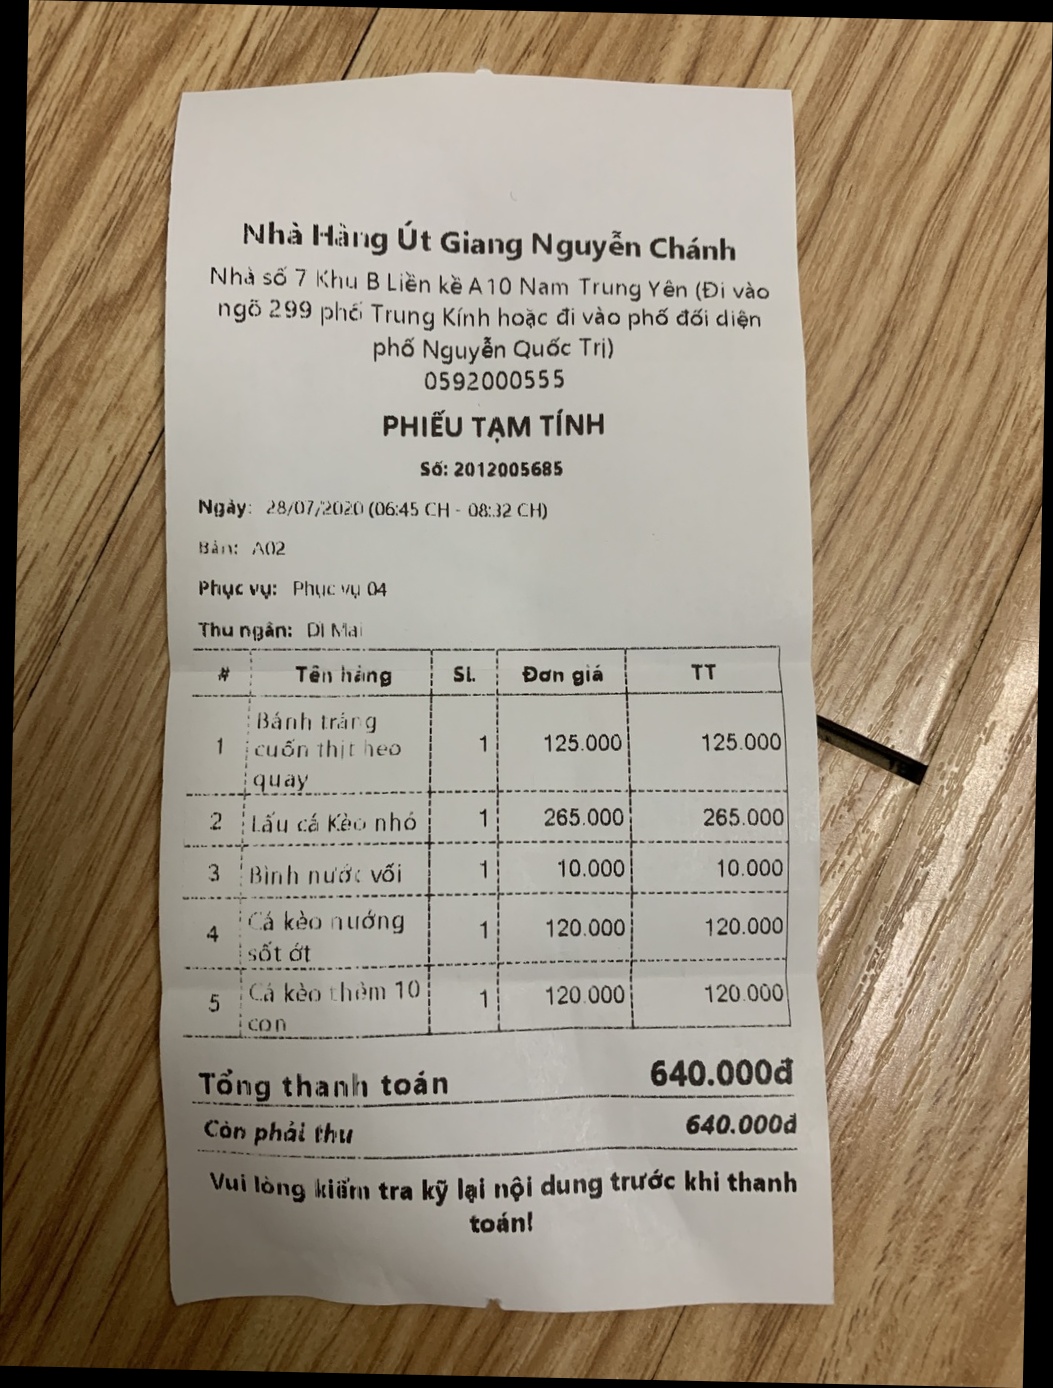 Nhà Hàng Út Giang Nguyễn Chánh
Nhà số 7 Khu B Liền kề A10 Nam Trung Yên (Đi vào
ngõ 299 phố Trung Kính hoặc đi vào phố đối diện
phố Nguyễn Quốc Trị)
0592000555
PHIẾU TẠM TÍNH
Số: 2012005685
Ngày: 28/07/2020 (06:45 CH - 08:32 CH)
Bàn: A02
Phục vụ: Phục vụ 04
Thu ngân: DÌ Mai
# Tên hàng SL Đơn giá TT
Bánh tráng
1 cuốn thịt heo 1 125.000 125.000
quay
2 Lẩu cá Kèo nhỏ 1 265.000 265.000
3 Bình nước vối 1 10.000 10.000
4 Cá kèo nướng 1 120.000 120.000
sốt ớt
5 Cá kèo thêm 10 1 120.000 120.000
con
Tổng thanh toán 640.000đ
Còn phải thu 640.000đ
Vui lòng kiểm tra kỹ lại nội dung trước khi thanh
toán!